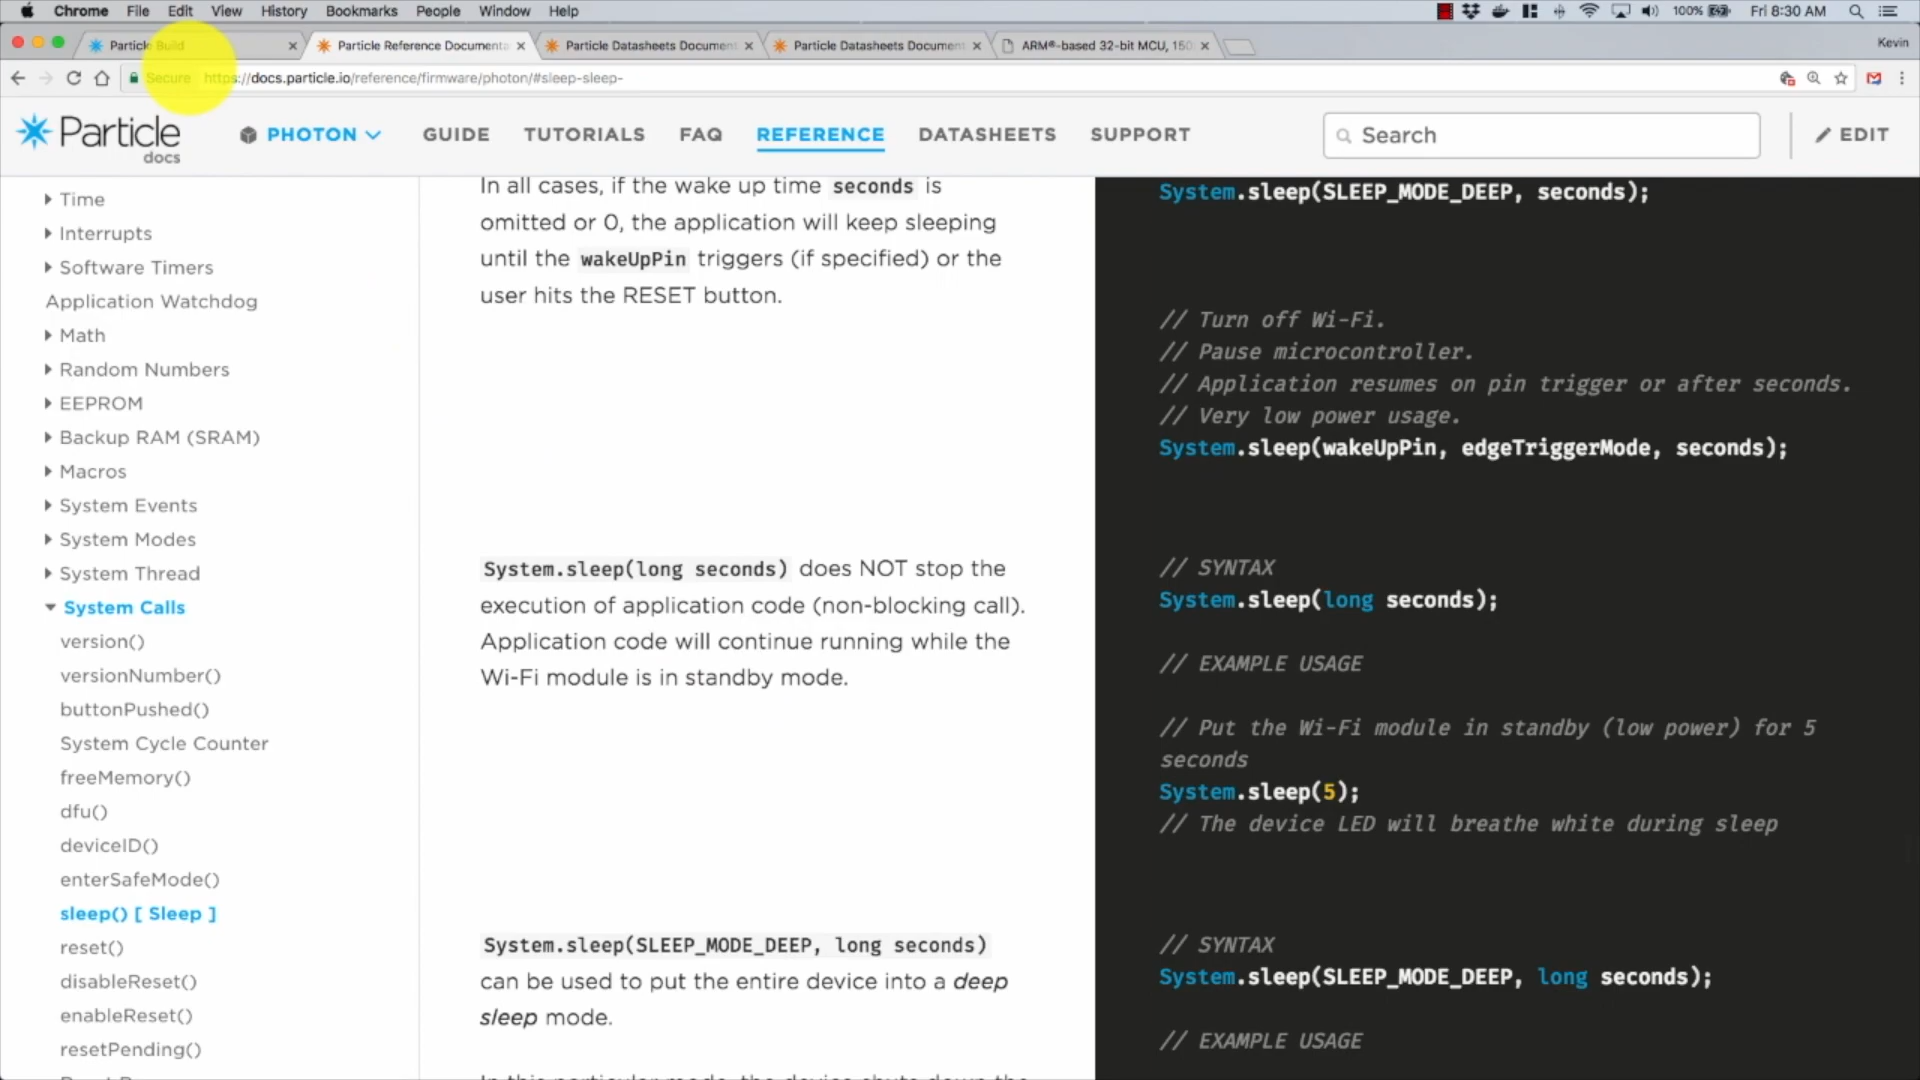 Chrome File Edit View History Bookmarks People Window Help 100% Fri 8:30 AM
Particle Build Particle Reference Documenta Particle Datasheets Document Particle Datasheets Document ARM®-based 32-bit MCU, 150 Kevin
Secure https://docs.particle.io/reference/firmware/photon/#sleep-sleep-
Particle docs PHOTON GUIDE TUTORIALS FAQ REFERENCE DATASHEETS SUPPORT Search EDIT
Time
Interrupts
Software Timers
Application Watchdog
Math
Random Numbers
EEPROM
Backup RAM (SRAM)
Macros
System Events
System Modes
System Thread
System Calls
version()
versionNumber()
buttonPushed()
System Cycle Counter
freeMemory()
dfu()
deviceID()
enterSafeMode()
sleep() [ Sleep ]
reset()
disableReset()
enableReset()
resetPending()
In all cases, if the wake up time seconds is
omitted or 0, the application will keep sleeping
until the wakeUpPin triggers (if specified) or the
user hits the RESET button.
System.sleep(long seconds) does NOT stop the
execution of application code (non-blocking call).
Application code will continue running while the
Wi-Fi module is in standby mode.
System.sleep(SLEEP_MODE_DEEP, long seconds)
can be used to put the entire device into a deep
sleep mode.
System.sleep(SLEEP_MODE_DEEP, seconds);
// Turn off Wi-Fi.
// Pause microcontroller.
// Application resumes on pin trigger or after seconds.
// Very low power usage.
System.sleep(wakeUpPin, edgeTriggerMode, seconds);
// SYNTAX
System.sleep(long seconds);
// EXAMPLE USAGE
// Put the Wi-Fi module in standby (low power) for 5
seconds
System.sleep(5);
// The device LED will breathe white during sleep
// SYNTAX
System.sleep(SLEEP_MODE_DEEP, long seconds);
// EXAMPLE USAGE